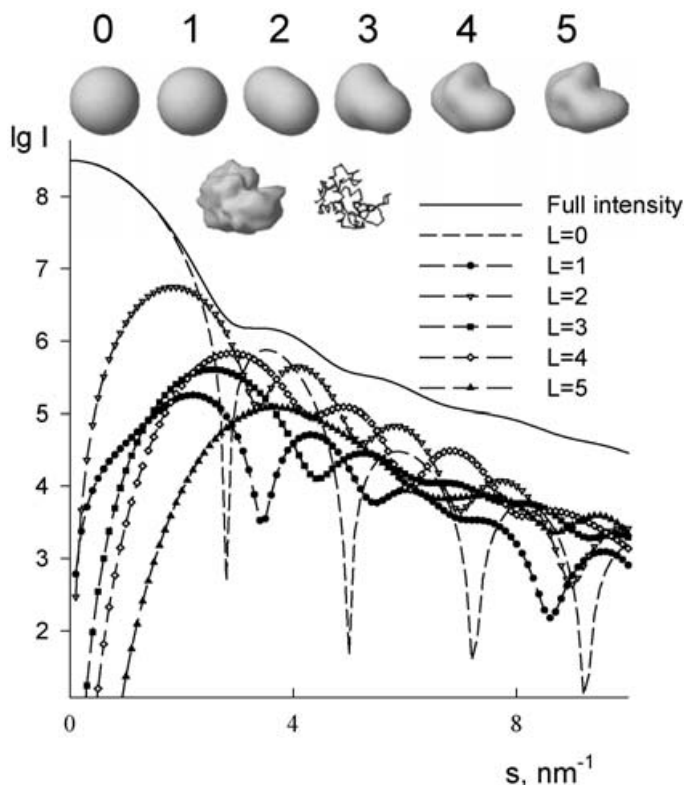 0 1 2 3 4 5
lg I
8
7
6
5
4
3
2
Full intensity
L=0
L=1
L=2
L=3
L=4
L=5
0 4 8
s, nm⁻¹